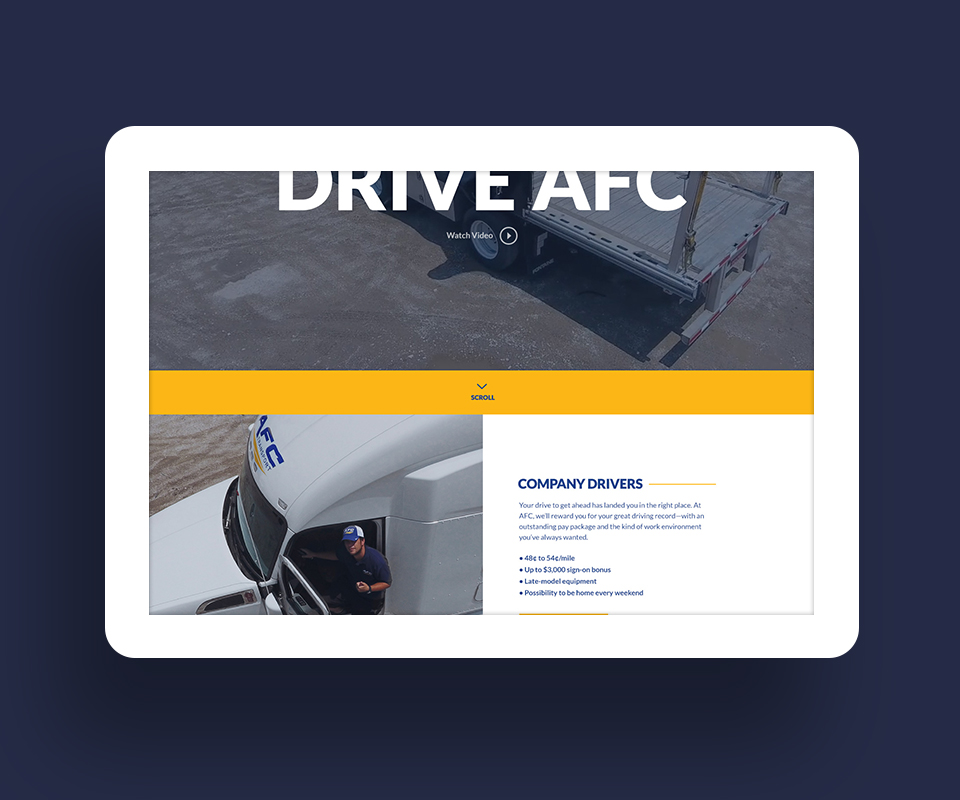 DRIVE AFC
Watch Video
SCROLL
AFC
TRANSPORT
COMPANY DRIVERS
Your drive to get ahead has landed you in the right place. At
AFC, we'll reward you for your great driving record—with an
outstanding pay package and the kind of work environment
you've always wanted.
• 48¢ to 54¢/mile
• Up to $3,000 sign-on bonus
• Late-model equipment
• Possibility to be home every weekend